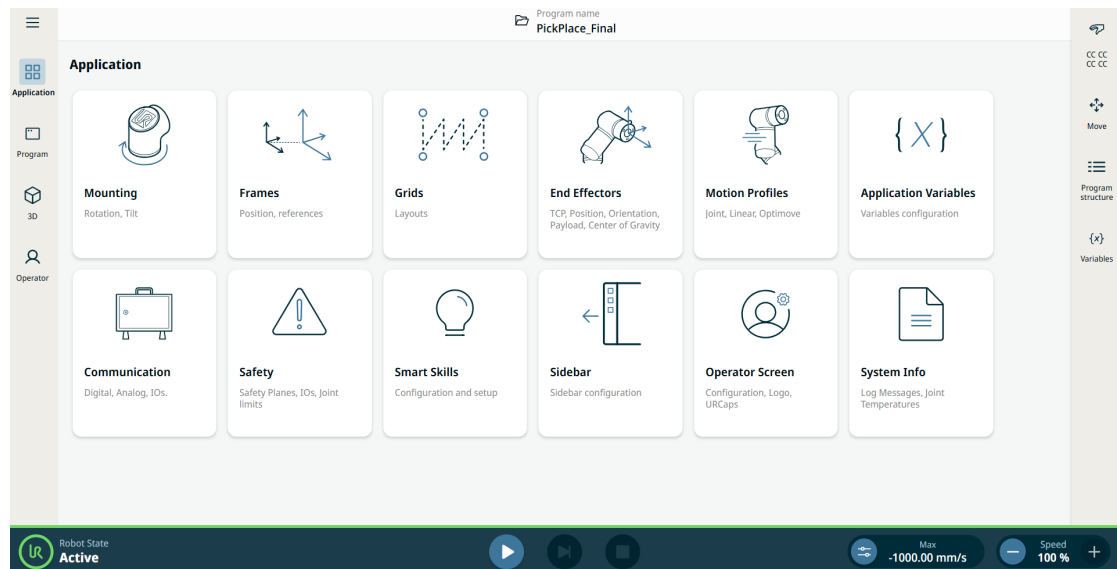 Program name
PickPlace_Final
Application
Application
Program
3D
Operator
Mounting
Rotation, Tilt
Frames
Position, references
Grids
Layouts
End Effectors
TCP, Position, Orientation,
Payload, Center of Gravity
Motion Profiles
Joint, Linear, Optimove
{X}
Application Variables
Variables configuration
Communication
Digital, Analog, IOs.
Safety
Safety Planes, IOs, Joint
limits
Smart Skills
Configuration and setup
Sidebar
Sidebar configuration
Operator Screen
Configuration, Logo,
URCaps
System Info
Log Messages, Joint
Temperatures
CC CC
CC CC
Move
Program
structure
{x}
Variables
UR
Robot State
Active
Max
-1000.00 mm/s
Speed
100 %